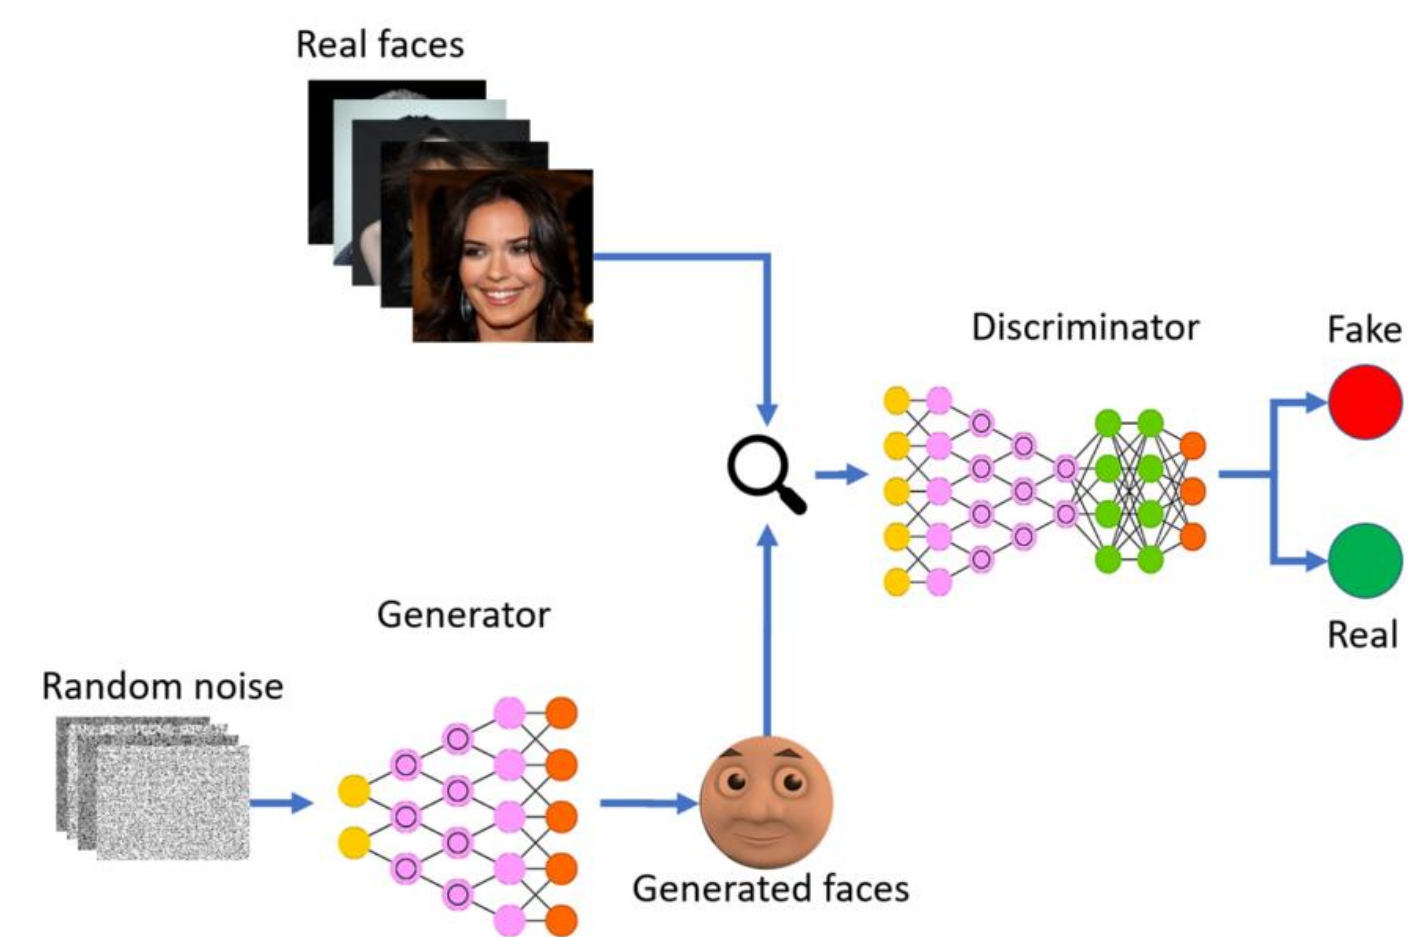 Real faces
Discriminator
Fake
Real
Generator
Random noise
Generated faces